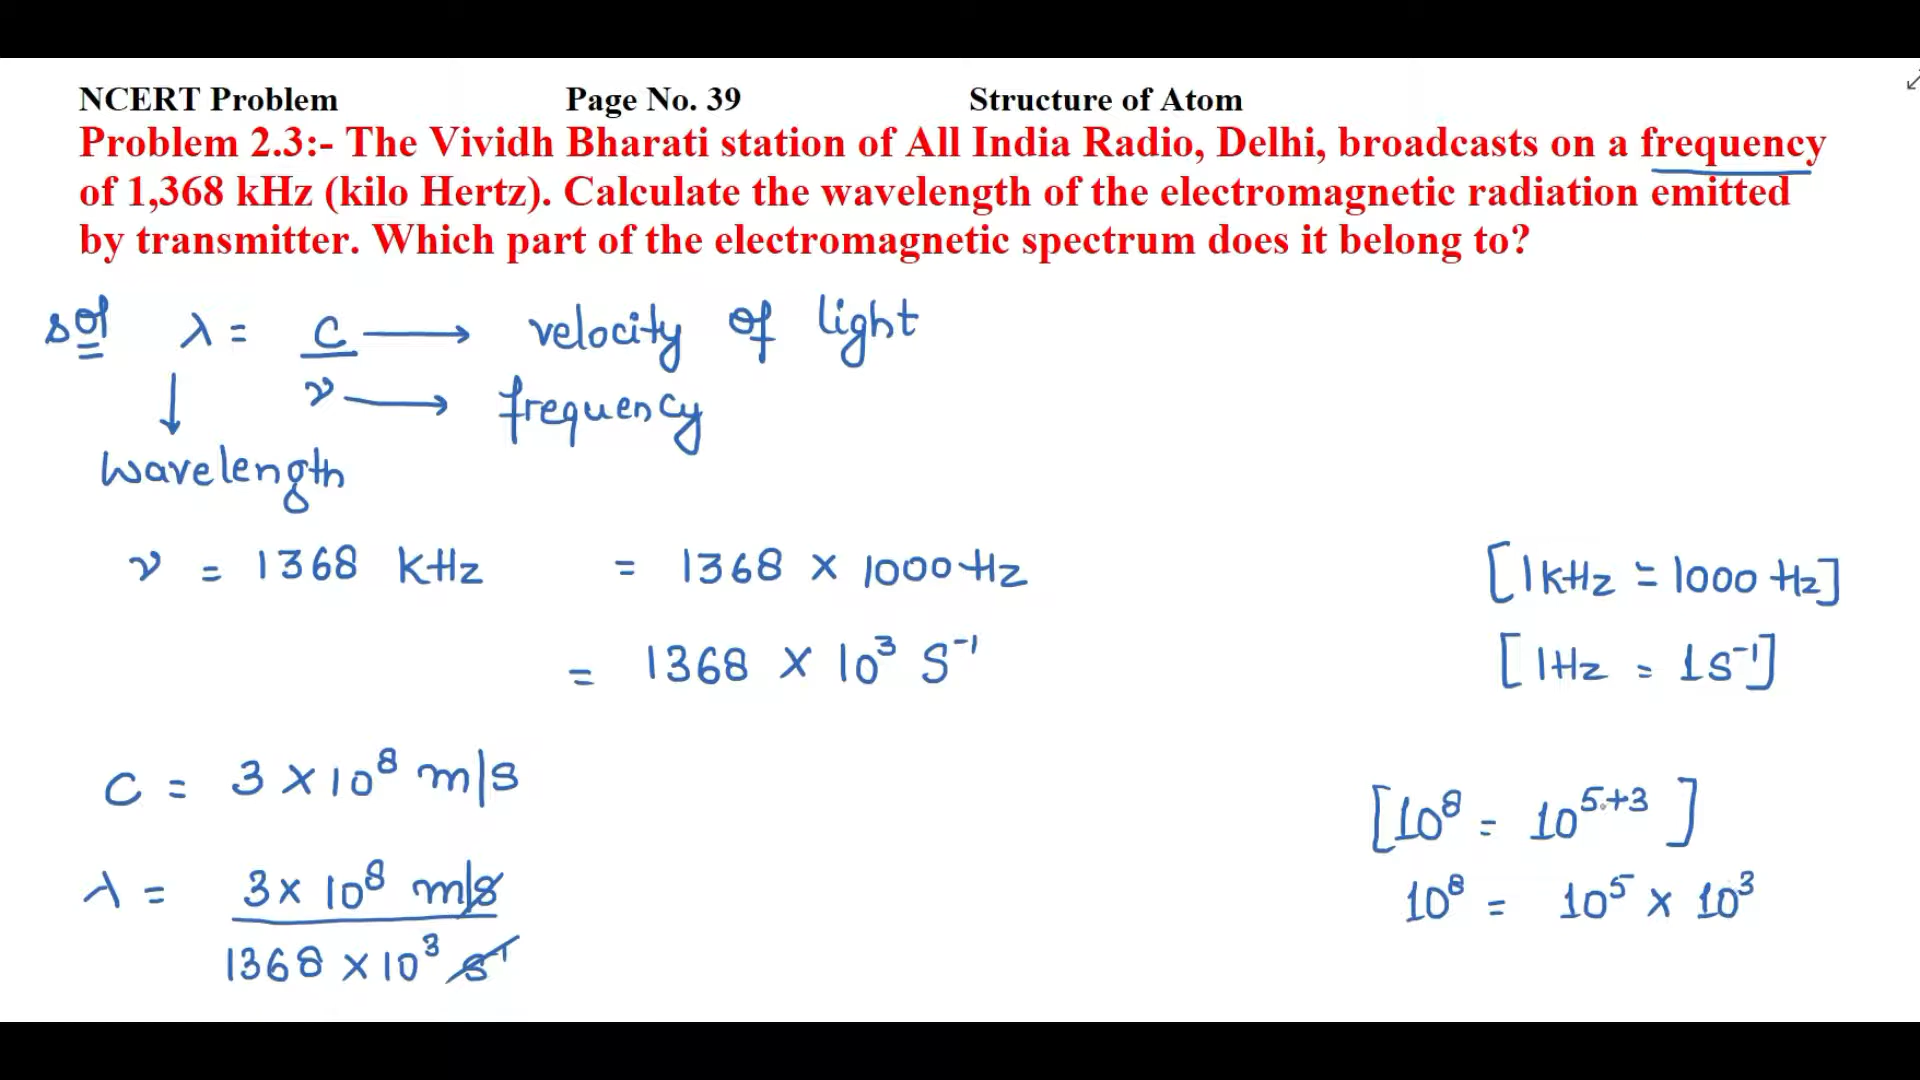 NCERT Problem Page No. 39 Structure of Atom
Problem 2.3:- The Vividh Bharati station of All India Radio, Delhi, broadcasts on a frequency
of 1,368 kHz (kilo Hertz). Calculate the wavelength of the electromagnetic radiation emitted
by transmitter. Which part of the electromagnetic spectrum does it belong to?
Sol λ = C/ν → velocity of light
→ frequency
wavelength
ν = 1368 KHz = 1368 × 1000 Hz [1KHz = 1000 Hz]
= 1368 × 10³ S⁻¹ [1Hz = 1S⁻¹]
C = 3 × 10⁸ m/s
[10⁸ = 10⁵⁺³]
λ = 3 × 10⁸ m/s 10⁸ = 10⁵ × 10³
1368 × 10³ s⁻¹